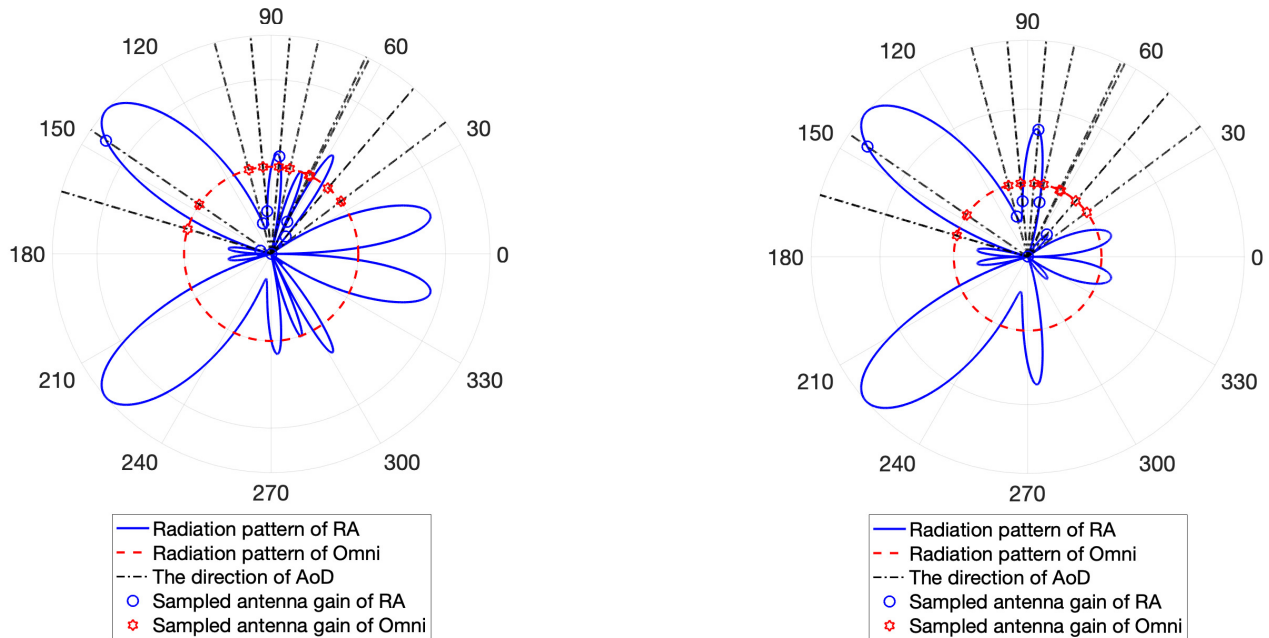 90
120
60
150
30
180
0
210
330
240
300
270
Radiation pattern of RA
Radiation pattern of Omni
The direction of AoD
Sampled antenna gain of RA
Sampled antenna gain of Omni
90
120
60
150
30
180
0
210
330
240
300
270
Radiation pattern of RA
Radiation pattern of Omni
The direction of AoD
Sampled antenna gain of RA
Sampled antenna gain of Omni